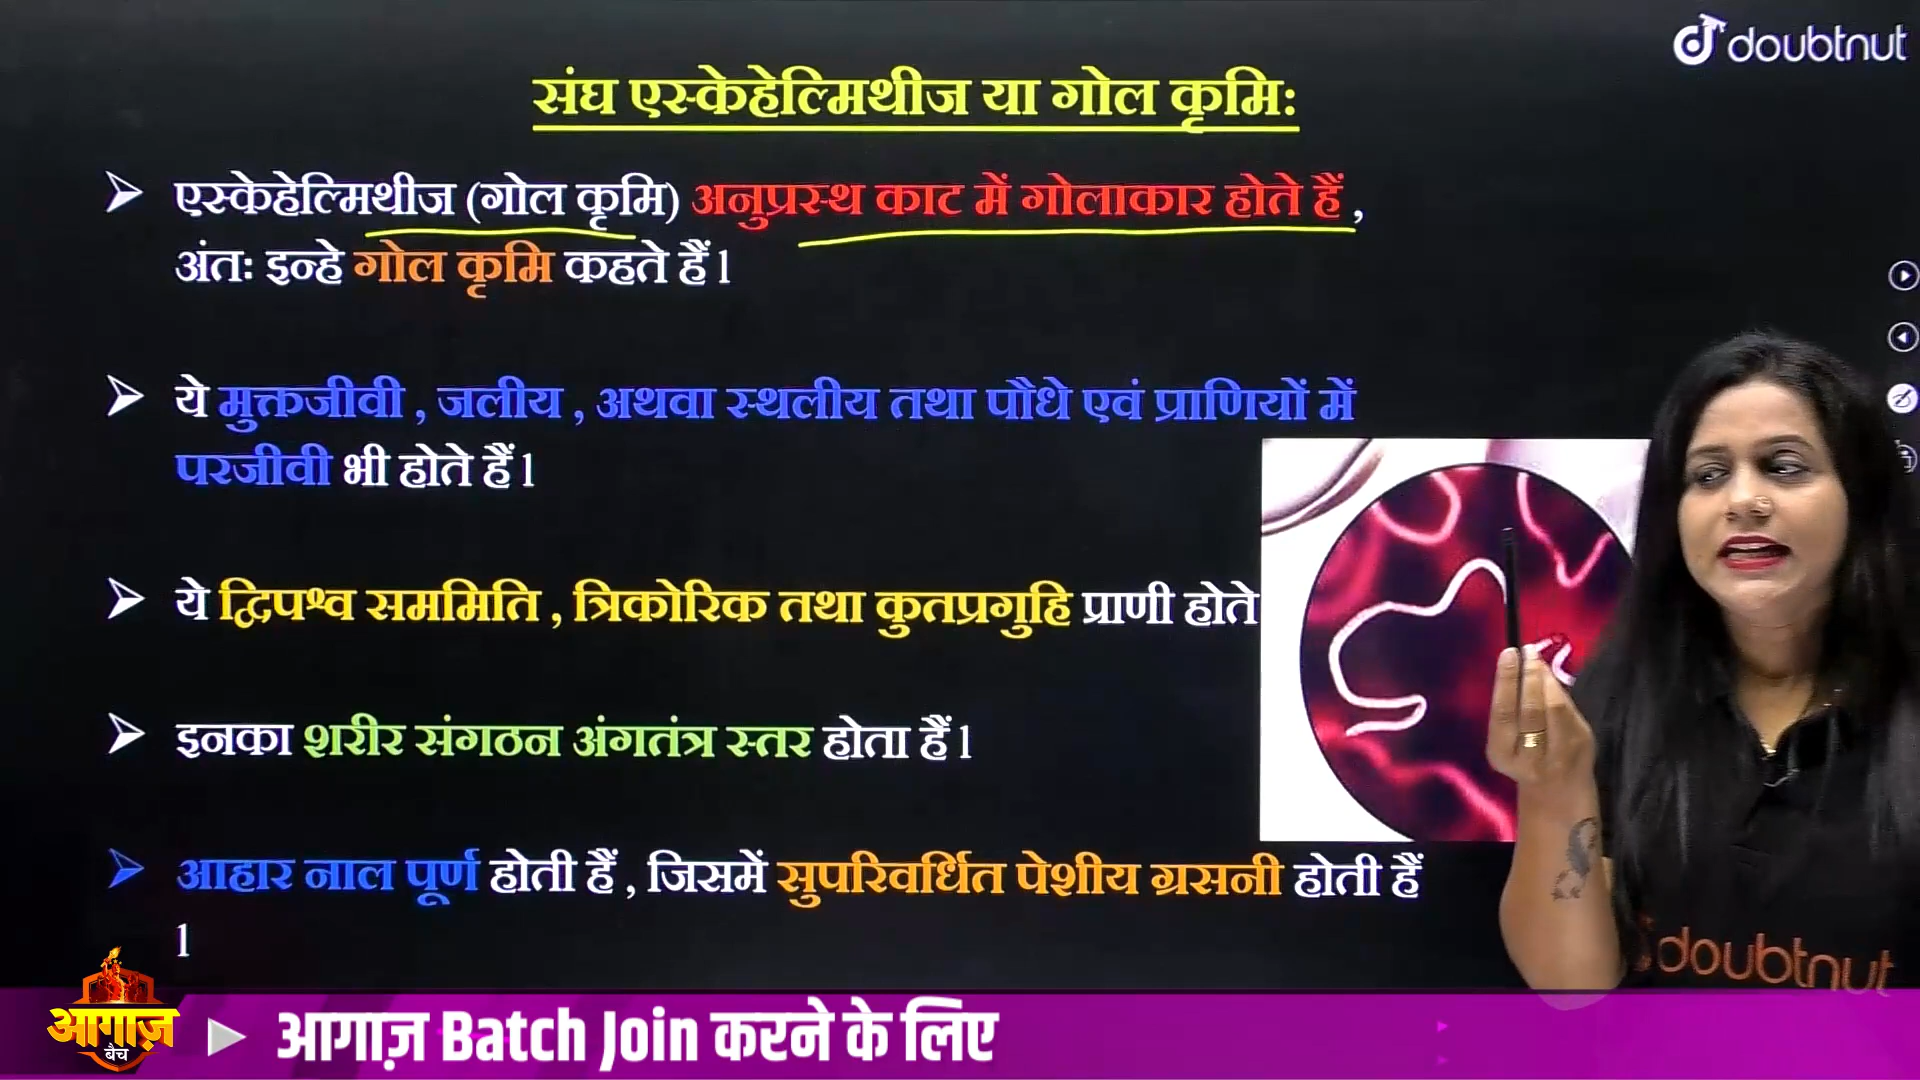 doubtnut
संघ एस्केहेल्मिथीज या गोल कृमि:
एस्केहेल्मिथीज (गोल कृमि) अनुप्रस्थ काट में गोलाकार होते हैं ,
अंतः इन्हे गोल कृमि कहते हैं l
ये मुक्तजीवी , जलीय , अथवा स्थलीय तथा पौधे एवं प्राणियों में
परजीवी भी होते हैं l
ये द्विपश्व सममिति , त्रिकोरिक तथा कुतप्रगुहि प्राणी होते
इनका शरीर संगठन अंगतंत्र स्तर होता हैं l
आहार नाल पूर्ण होती हैं , जिसमें सुपरिवर्धित पेशीय ग्रसनी होती हैं
l
doubtnut
आगाज़
बैच
आगाज़ Batch Join करने के लिए